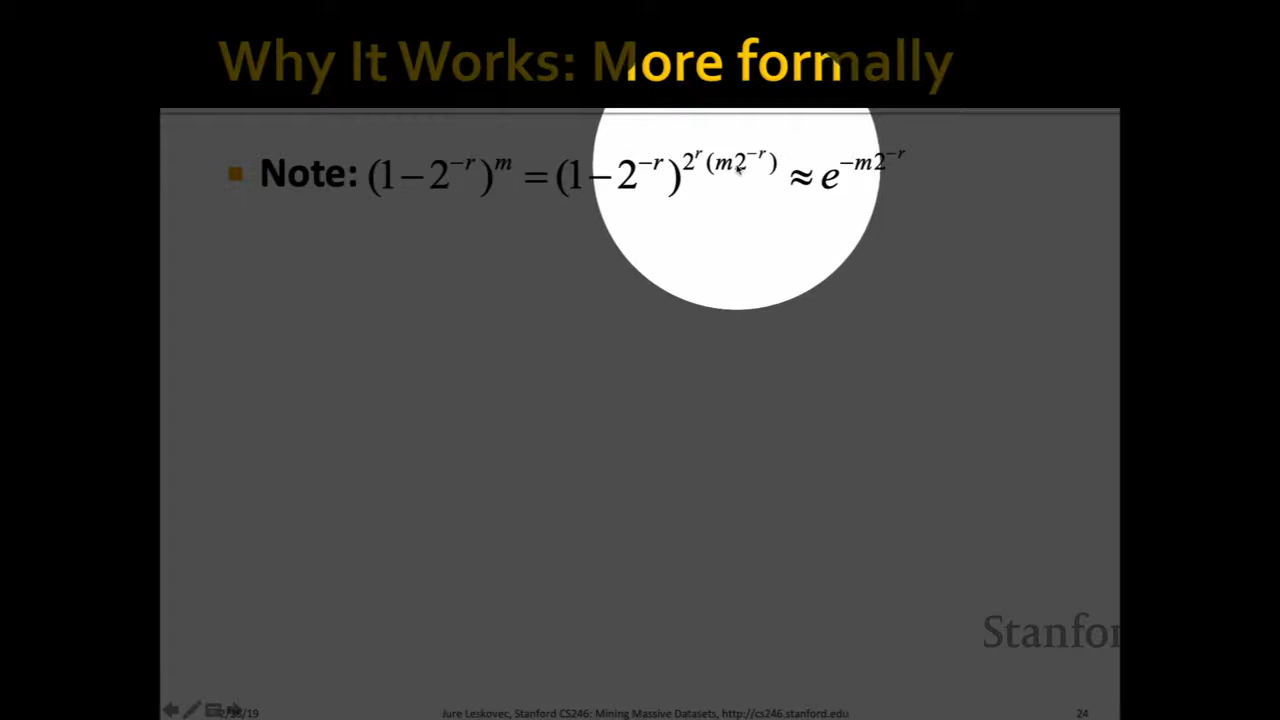 Why It Works: More formally
Note: (1−2^{−r})^m = (1−2^{−r})^{2^r(m2^{−r})} ≈ e^{−m2^{−r}}
Stanfor
Jure Leskovec, Stanford CS246: Mining Massive Datasets, http://cs246.stanford.edu
24